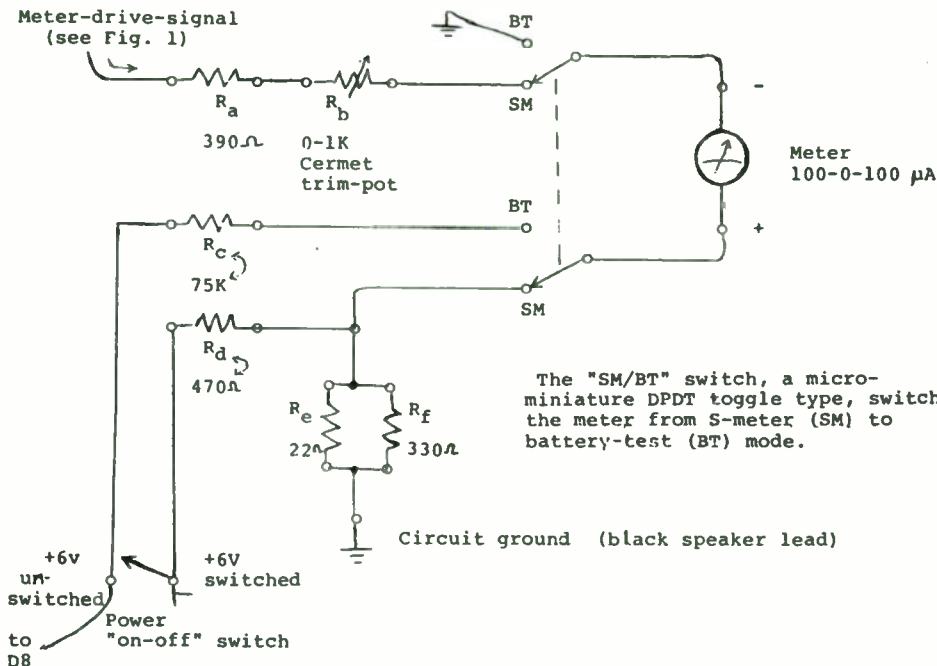 Meter-drive-signal
(see Fig. 1)
BT
SM
Ra
390Ω
Rb
0-1K
Cermet
trim-pot
-
Meter
100-0-100 µA
+
BT
Rc
75K
SM
Rd
470Ω
The "SM/BT" switch, a micro-
miniature DPDT toggle type, switch
the meter from S-meter (SM) to
battery-test (BT) mode.
Re
22Ω
Rf
330Ω
Circuit ground (black speaker lead)
+6v
un-
switched
+6V
switched
Power
"on-off" switch
to
D8